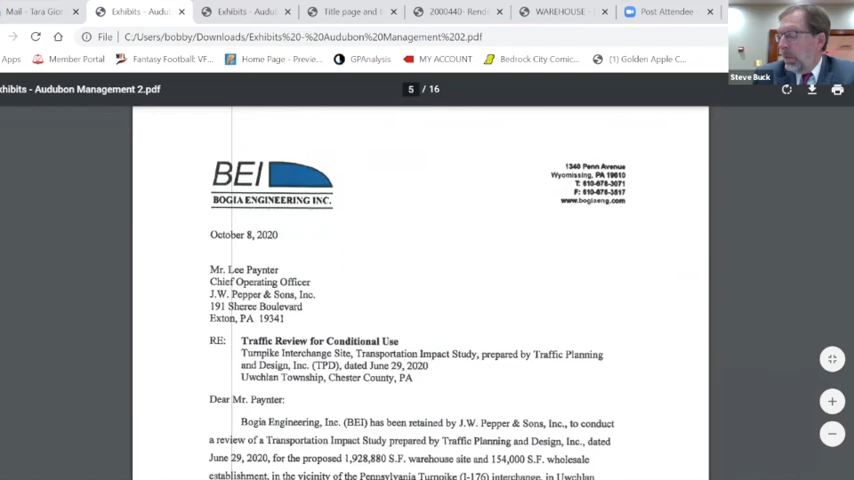 Mail - Tara Gior
Exhibits - Audu
Exhibits - Audub
Title page and t
2000440- Rend
WAREHOUSE -
Post Attendee
File C:/Users/bobby/Downloads/Exhibits%20-%20Audubon%20Management%202.pdf
Apps Member Portal Fantasy Football: VF... Home Page - Previe... GPAnalysis MY ACCOUNT Bedrock City Comic... (1) Golden Apple C...
Steve Buck
xhibits - Audubon Management 2.pdf
5 / 16
BEI
BOGIA ENGINEERING INC.
1340 Penn Avenue
Wyomissing, PA 19610
T: 610-678-3071
F: 610-678-3517
www.bogiaeng.com
October 8, 2020
Mr. Lee Paynter
Chief Operating Officer
J.W. Pepper & Sons, Inc.
191 Sheree Boulevard
Exton, PA 19341
RE: Traffic Review for Conditional Use
Turnpike Interchange Site, Transportation Impact Study, prepared by Traffic Planning
and Design, Inc. (TPD), dated June 29, 2020
Uwchlan Township, Chester County, PA
Dear Mr. Paynter:
Bogia Engineering, Inc. (BEI) has been retained by J.W. Pepper & Sons, Inc., to conduct
a review of a Transportation Impact Study prepared by Traffic Planning and Design, Inc., dated
June 29, 2020, for the proposed 1,928,880 S.F. warehouse site and 154,000 S.F. wholesale
establishment, in the vicinity of the Pennsylvania Turnpike (I-176) interchange, in Uwchlan